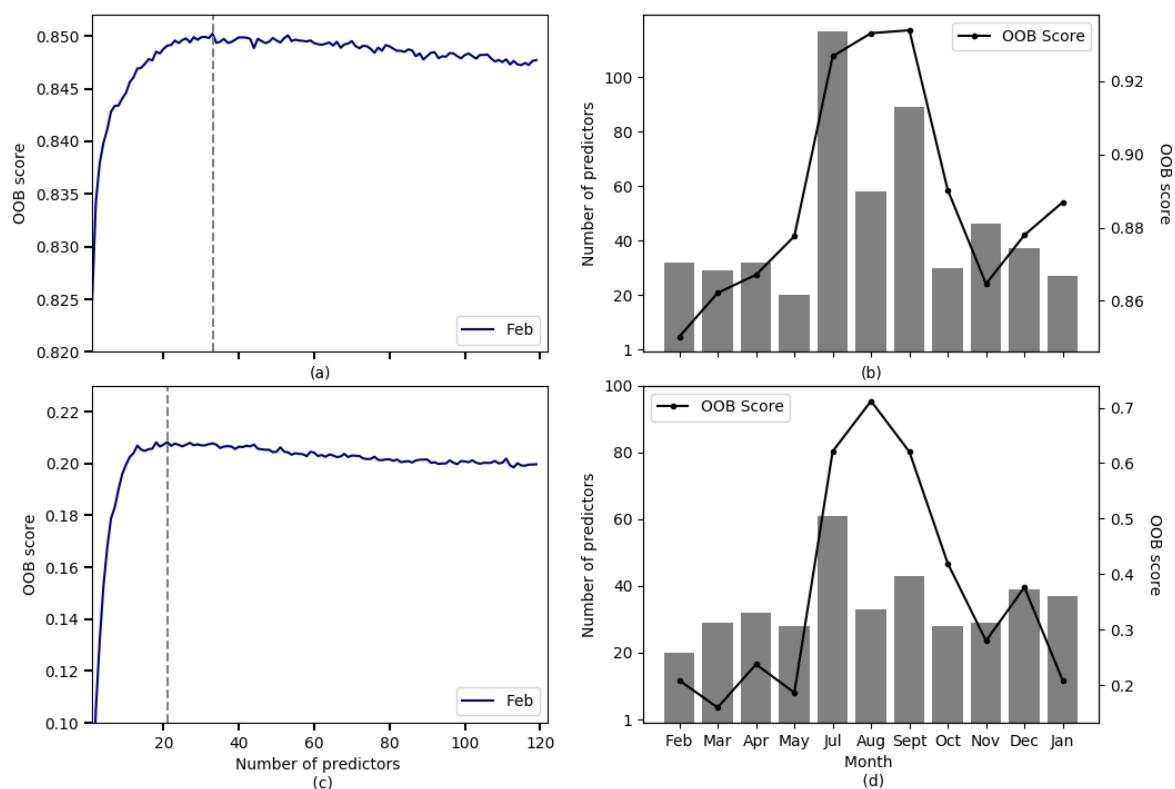 0.850
0.845
0.840
0.835
0.830
0.825
0.820
OOB score
Feb
(a)
100
80
60
40
20
1
Number of predictors
OOB Score
0.92
0.90
0.88
0.86
OOB score
(b)
0.22
0.20
0.18
0.16
0.14
0.12
0.10
OOB score
Feb
20 40 60 80 100 120
Number of predictors
(c)
100
80
60
40
20
1
Number of predictors
OOB Score
0.7
0.6
0.5
0.4
0.3
0.2
OOB score
Feb Mar Apr May Jul Aug Sept Oct Nov Dec Jan
Month
(d)